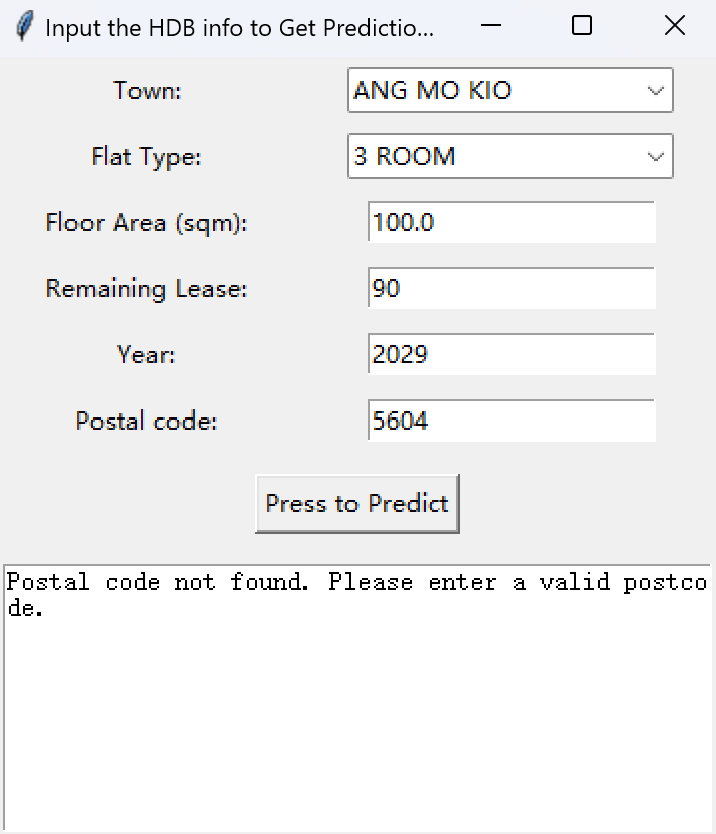 Input the HDB info to Get Predictio...
Town: ANG MO KIO
Flat Type: 3 ROOM
Floor Area (sqm): 100.0
Remaining Lease: 90
Year: 2029
Postal code: 5604
Press to Predict
Postal code not found. Please enter a valid postco
de.